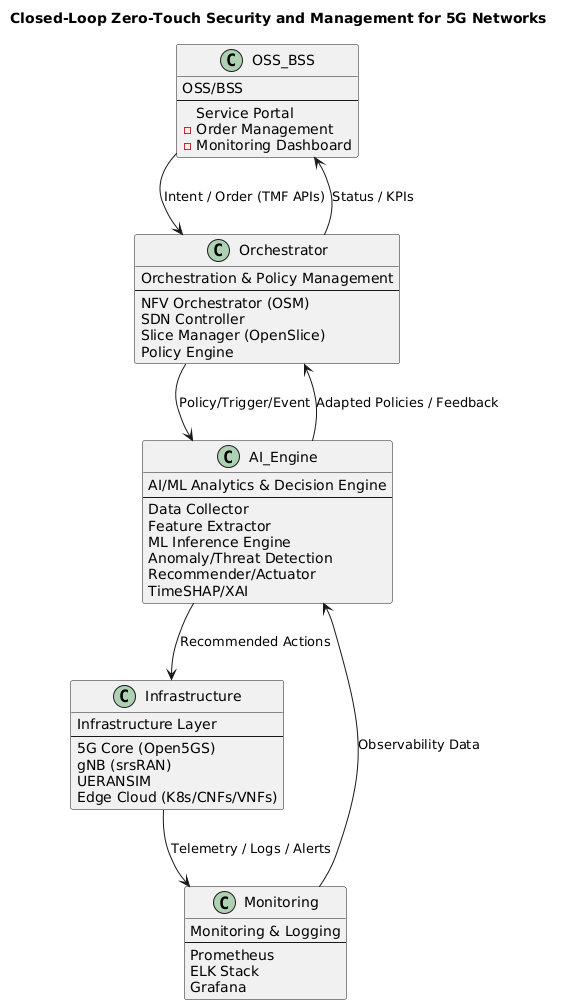 Closed-Loop Zero-Touch Security and Management for 5G Networks
C OSS_BSS
OSS/BSS
Service Portal
Order Management
Monitoring Dashboard
Intent / Order (TMF APIs)
Status / KPIs
C Orchestrator
Orchestration & Policy Management
NFV Orchestrator (OSM)
SDN Controller
Slice Manager (OpenSlice)
Policy Engine
Policy/Trigger/Event
Adapted Policies / Feedback
C AI_Engine
AI/ML Analytics & Decision Engine
Data Collector
Feature Extractor
ML Inference Engine
Anomaly/Threat Detection
Recommender/Actuator
TimeSHAP/XAI
Recommended Actions
C Infrastructure
Infrastructure Layer
5G Core (Open5GS)
gNB (srsRAN)
UERANSIM
Edge Cloud (K8s/CNFs/VNFs)
Observability Data
Telemetry / Logs / Alerts
C Monitoring
Monitoring & Logging
Prometheus
ELK Stack
Grafana